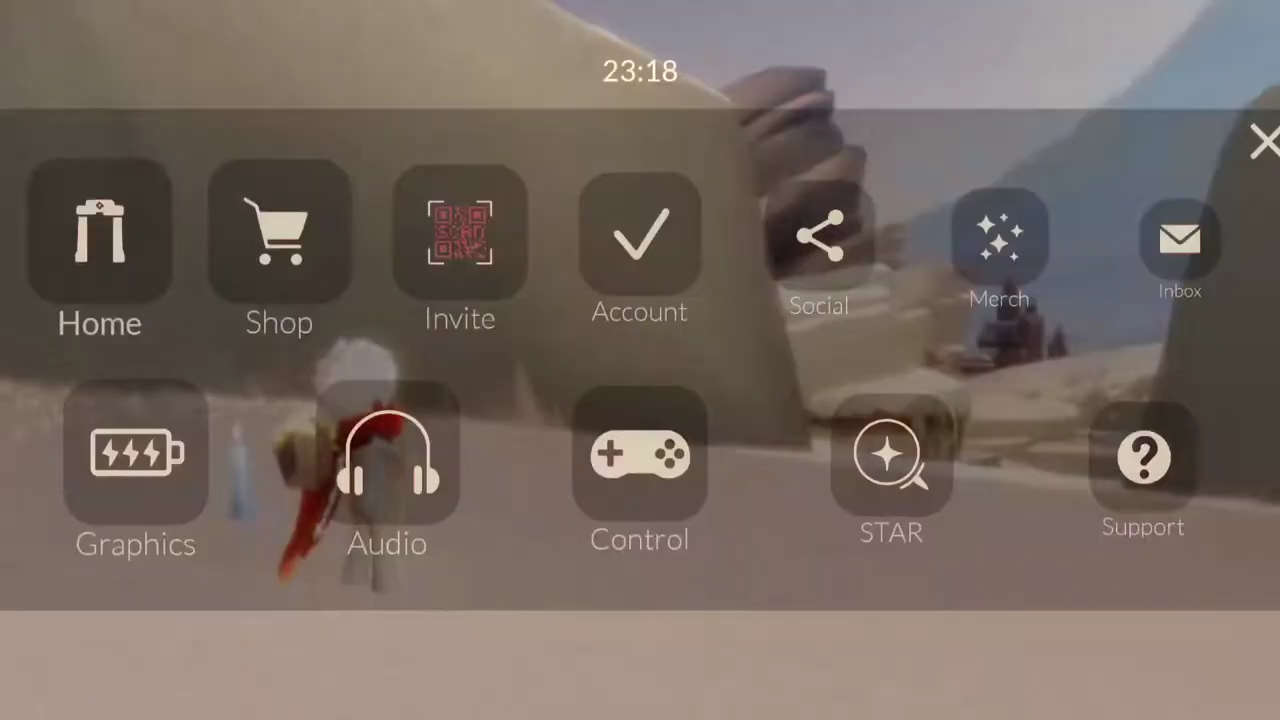 23:18
Home
Shop
Invite
Account
Social
Merch
Inbox
Graphics
Audio
Control
STAR
Support